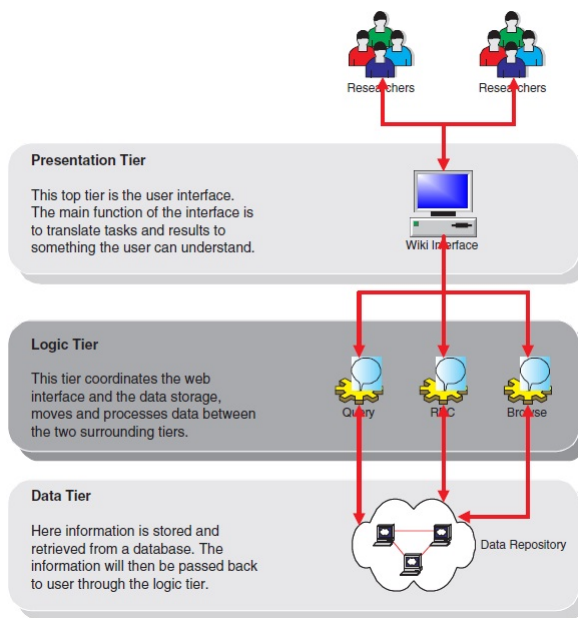 Researchers
Researchers
Presentation Tier
This top tier is the user interface.
The main function of the interface is
to translate tasks and results to
something the user can understand.
Wiki Interface
Logic Tier
This tier coordinates the web
interface and the data storage,
moves and processes data between
the two surrounding tiers.
Query
Browse
Data Tier
Here information is stored and
retrieved from a database. The
information will then be passed back
to user through the logic tier.
Data Repository